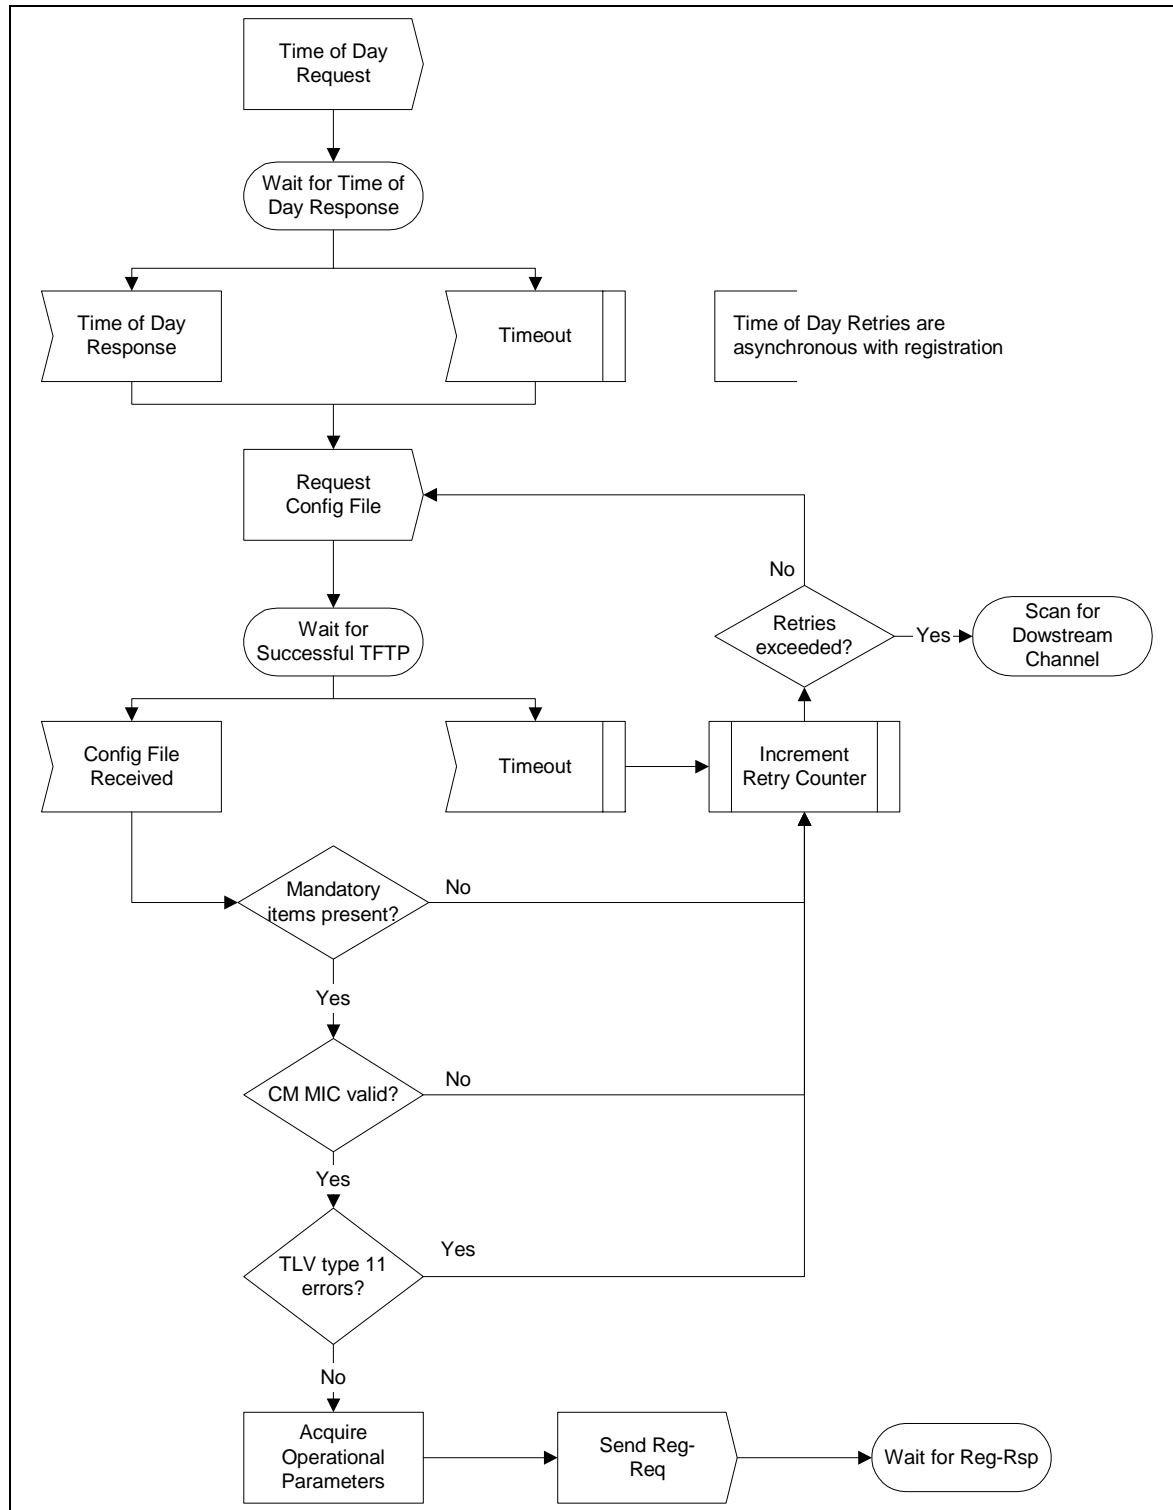 Time of Day
Request
Wait for Time of
Day Response
Time of Day
Response
Timeout
Time of Day Retries are
asynchronous with registration
Request
Config File
No
Wait for
Successful TFTP
Retries
exceeded?
Yes
Scan for
Dowstream
Channel
Config File
Received
Timeout
Increment
Retry Counter
Mandatory
items present?
No
Yes
CM MIC valid?
No
Yes
TLV type 11
errors?
Yes
No
Acquire
Operational
Parameters
Send Reg-
Req
Wait for Reg-Rsp